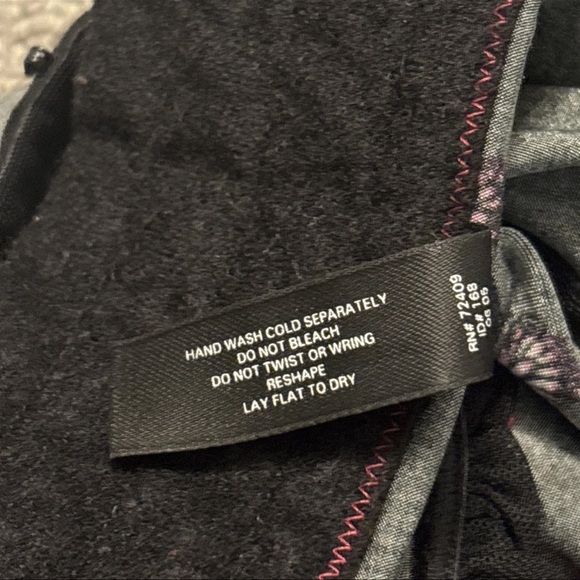 HAND WASH COLD SEPARATELY
DO NOT BLEACH
DO NOT TWIST OR WRING
RESHAPE
LAY FLAT TO DRY
RN# 72409
ID# 168